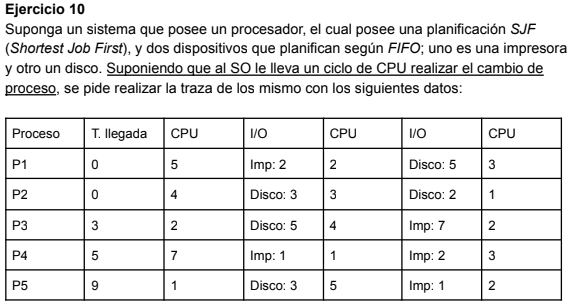 Ejercicio 10
Suponga un sistema que posee un procesador, el cual posee una planificación SJF
(Shortest Job First), y dos dispositivos que planifican según FIFO; uno es una impresora
y otro un disco. Suponiendo que al SO le lleva un ciclo de CPU realizar el cambio de
proceso, se pide realizar la traza de los mismo con los siguientes datos:
Proceso T. llegada CPU I/O CPU I/O CPU
P1 0 5 Imp: 2 2 Disco: 5 3
P2 0 4 Disco: 3 3 Disco: 2 1
P3 3 2 Disco: 5 4 Imp: 7 2
P4 5 7 Imp: 1 1 Imp: 2 3
P5 9 1 Disco: 3 5 Imp: 1 2